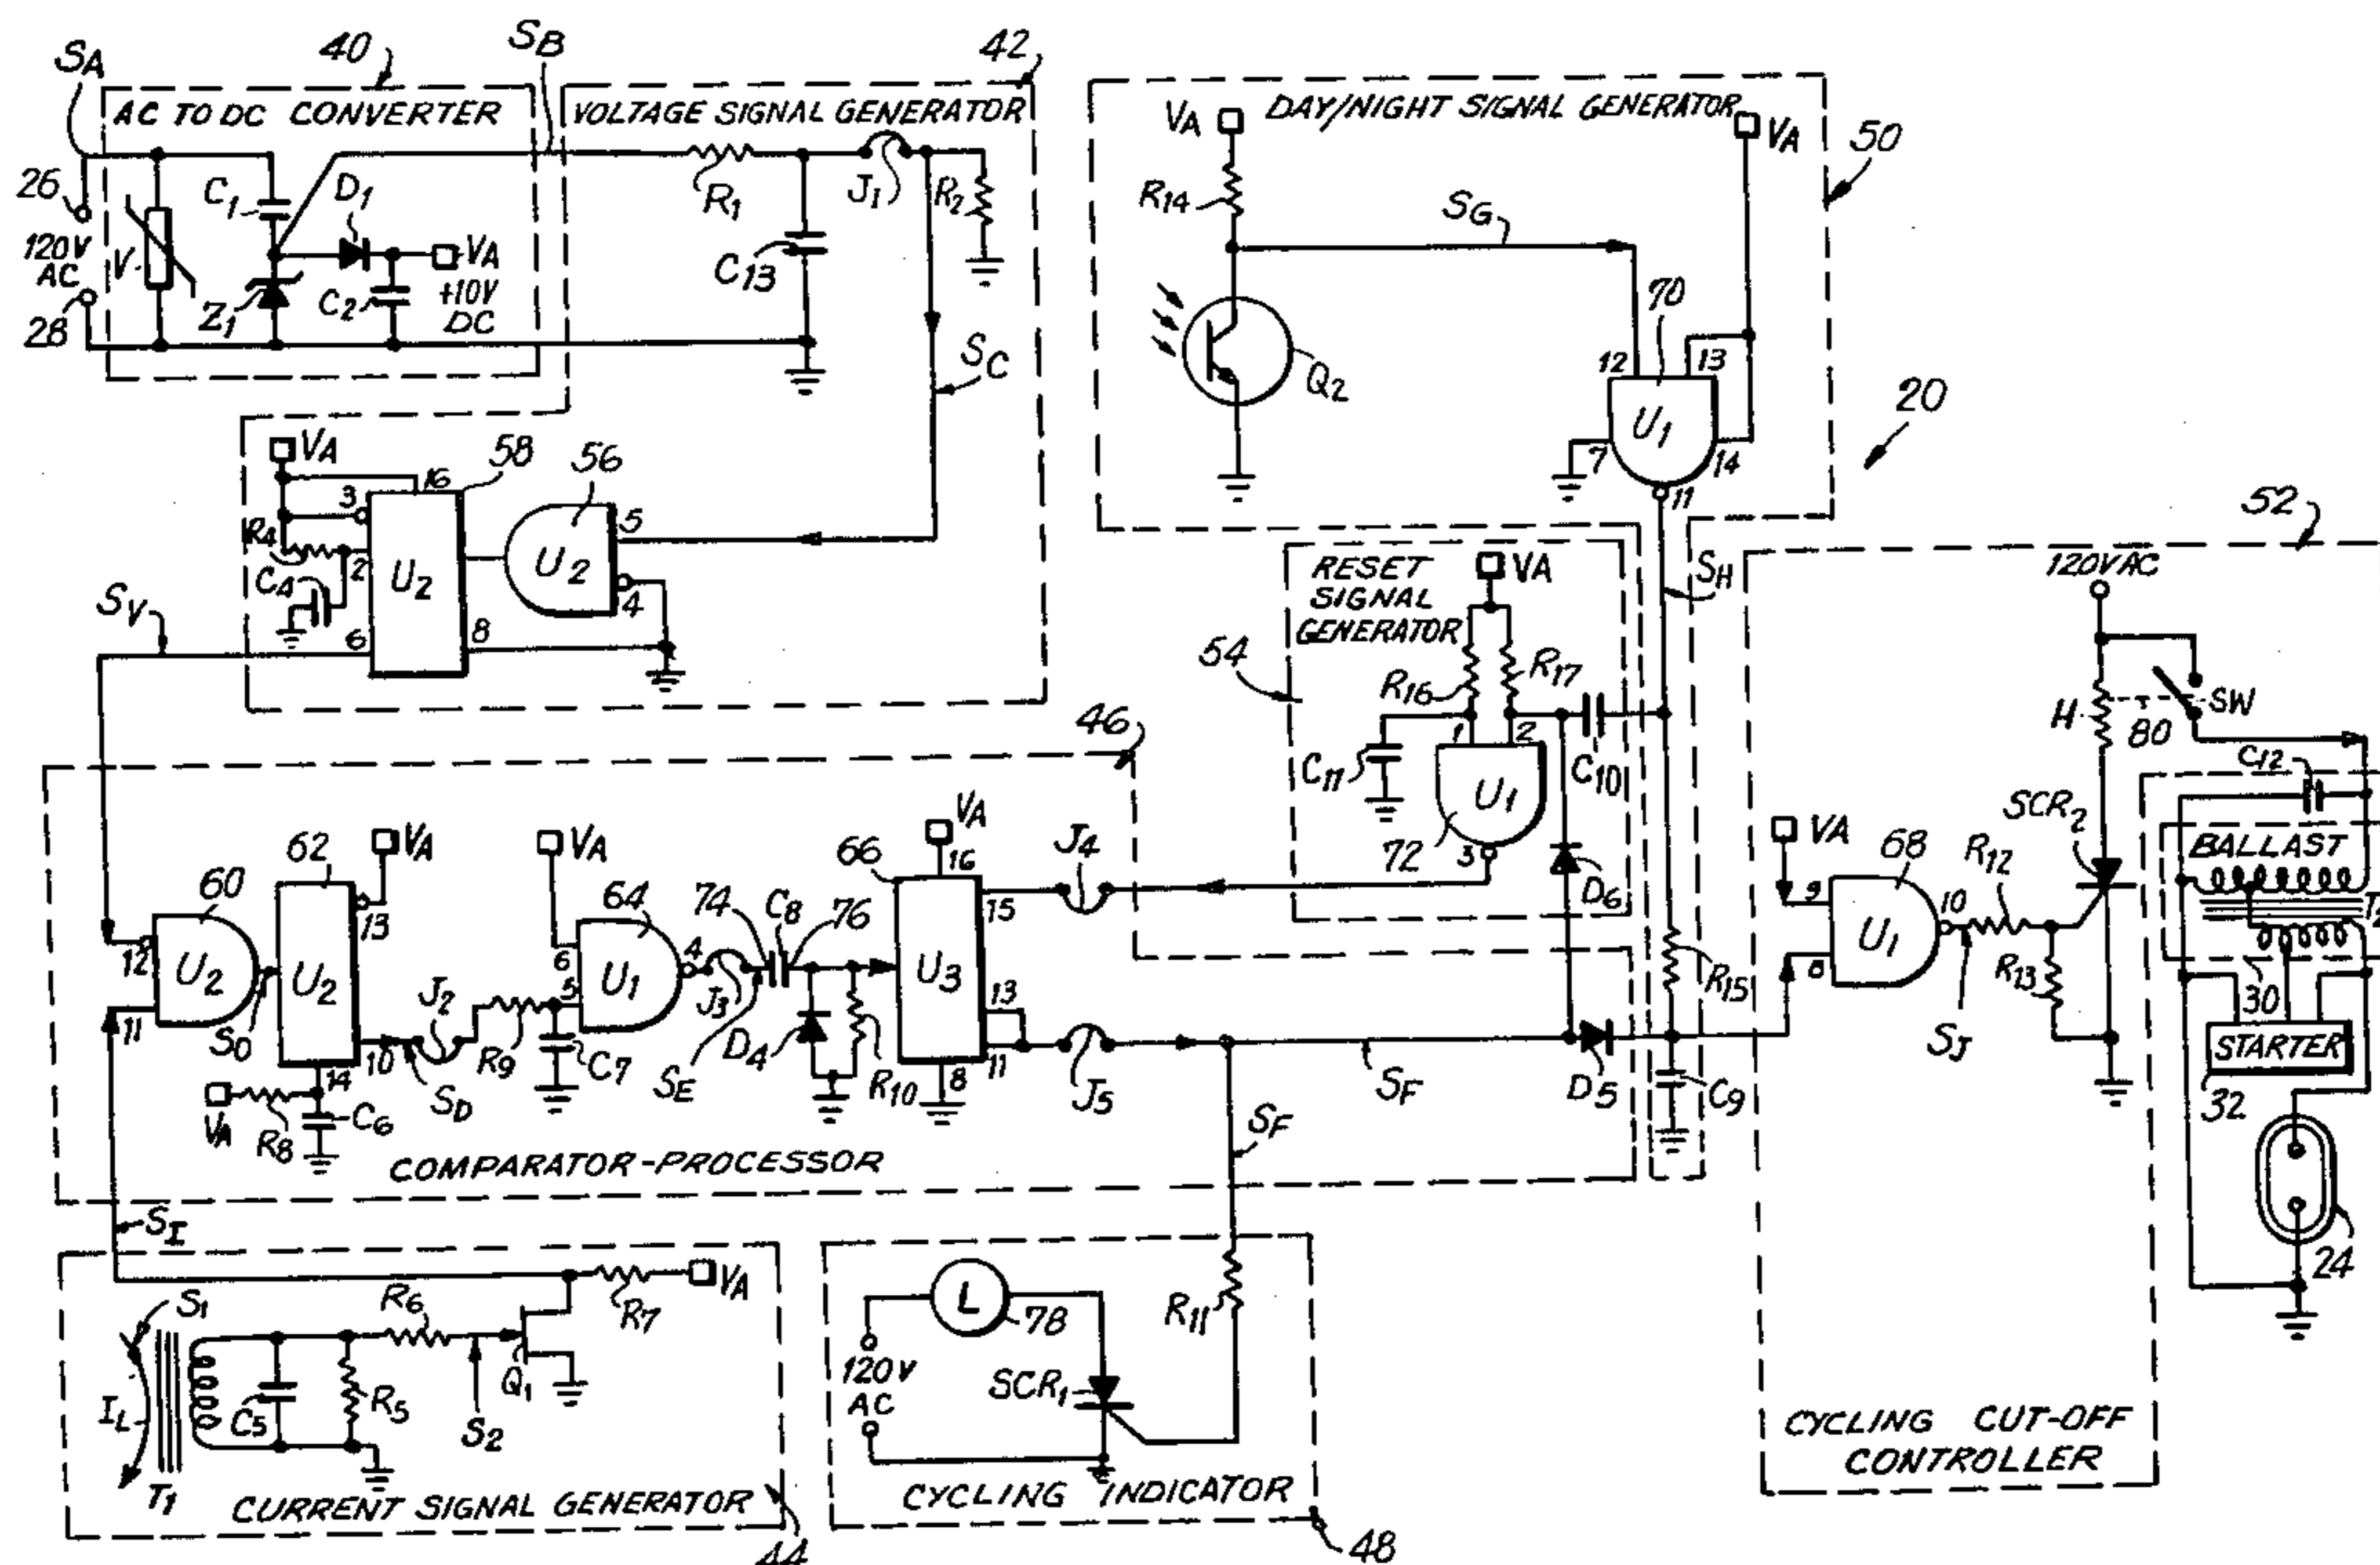 SA
40
SB
42
AC TO DC CONVERTER
VOLTAGE SIGNAL GENERATOR
26
120V
AC
28
V
C1
D1
Z1
C2
VA
+10V
DC
R1
J1
R2
C13
SC
VA
DAY/NIGHT SIGNAL GENERATOR
VA
50
R14
SG
70
12
13
Q2
U1
7
14
11
20
VA
3
16
58
56
R4
2
U2
U2
5
C4
4
6
8
SV
RESET
SIGNAL
GENERATOR
VA
SH
54
R16
R17
1
2
C11
C10
U1
72
3
D6
R15
52
120VAC
H
80
SW
C12
SCR2
VA
68
R12
BALLAST
9
10
U1
8
T2
R13
30
SJ
STARTER
32
24
CYCLING CUT-OFF
CONTROLLER
46
60
62
VA
VA
64
74
C8
76
66
VA
16
J4
15
13
12
U2
U2
J2
6
U1
4
J3
U3
13
11
SO
10
R9
5
C7
D4
R10
11
8
J5
SF
D5
C9
VA
R8
14
C6
SD
SE
SF
COMPARATOR-PROCESSOR
SI
S1
R6
R7
VA
IL
C5
R5
S2
Q1
T1
CURRENT SIGNAL GENERATOR
44
L
78
R11
120V
AC
SCR1
CYCLING INDICATOR
48